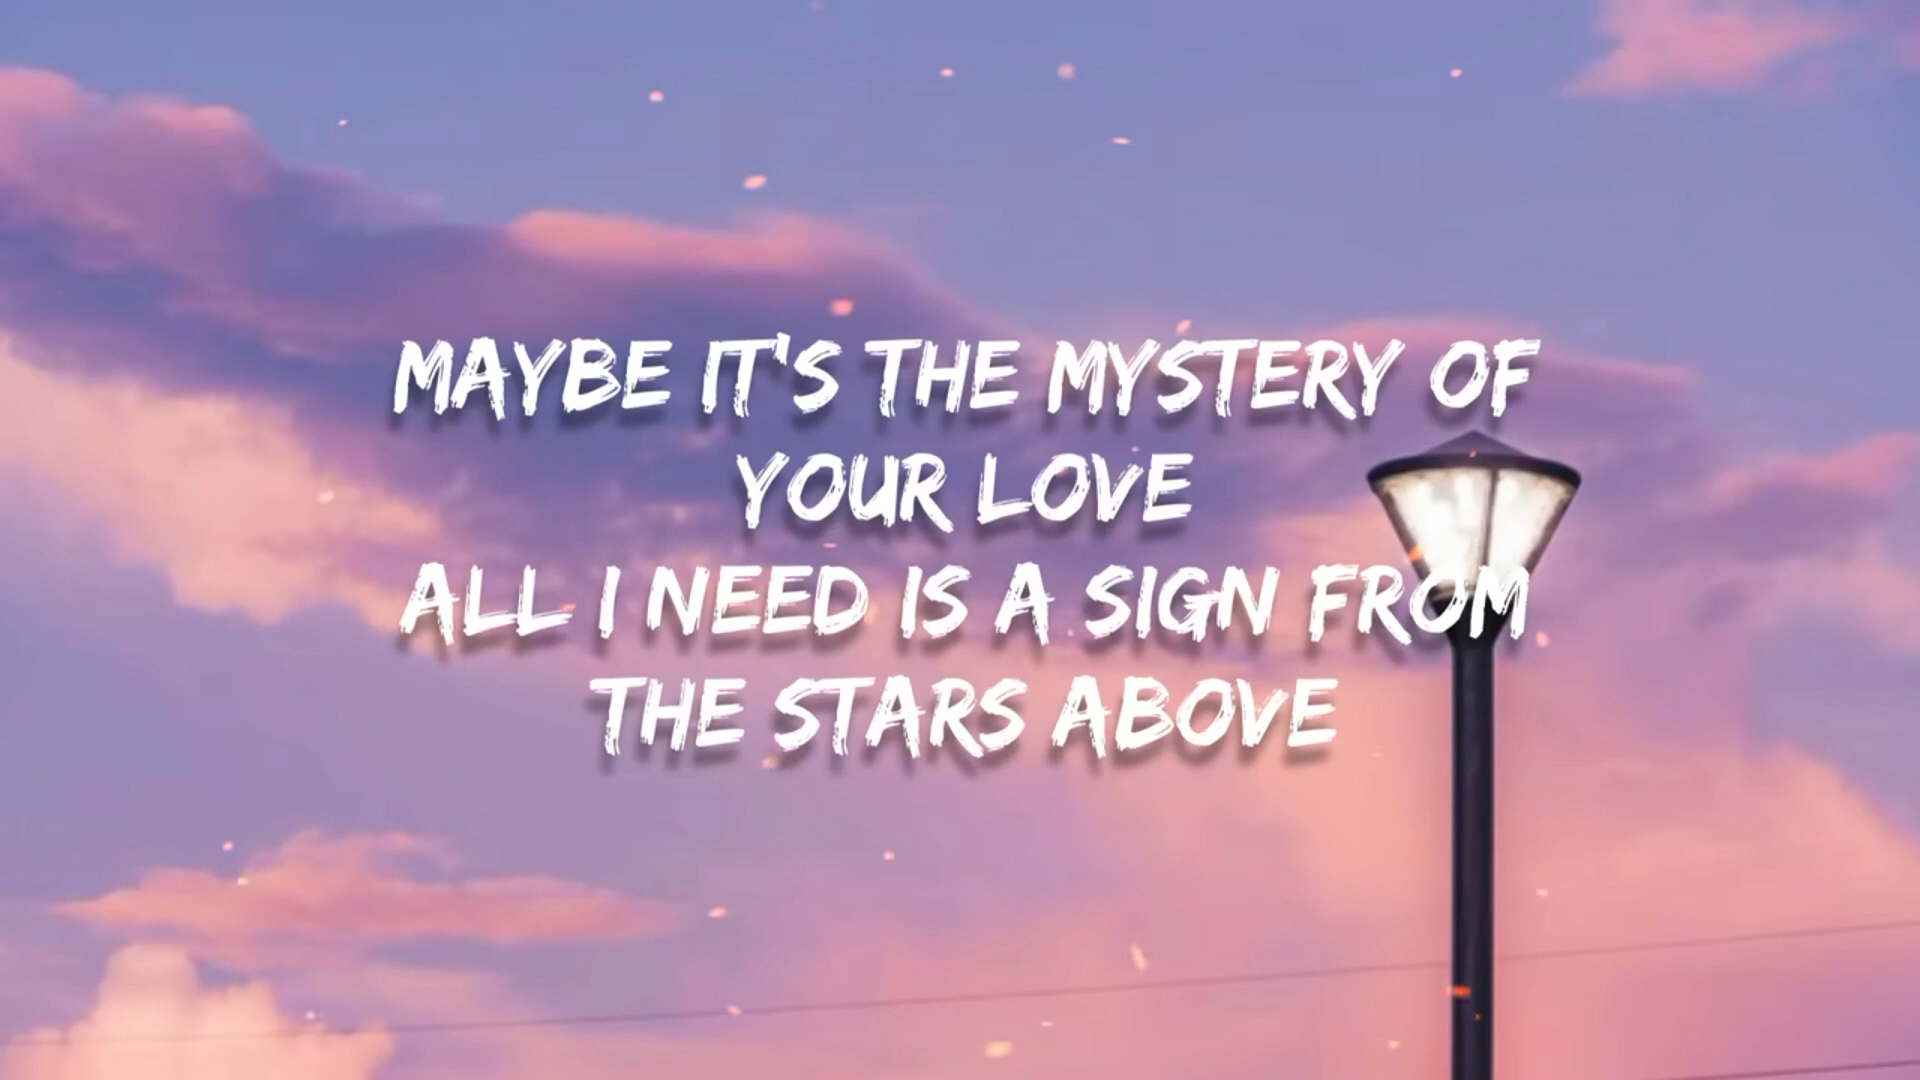 MAYBE IT'S THE MYSTERY OF
YOUR LOVE
ALL I NEED IS A SIGN FROM
THE STARS ABOVE